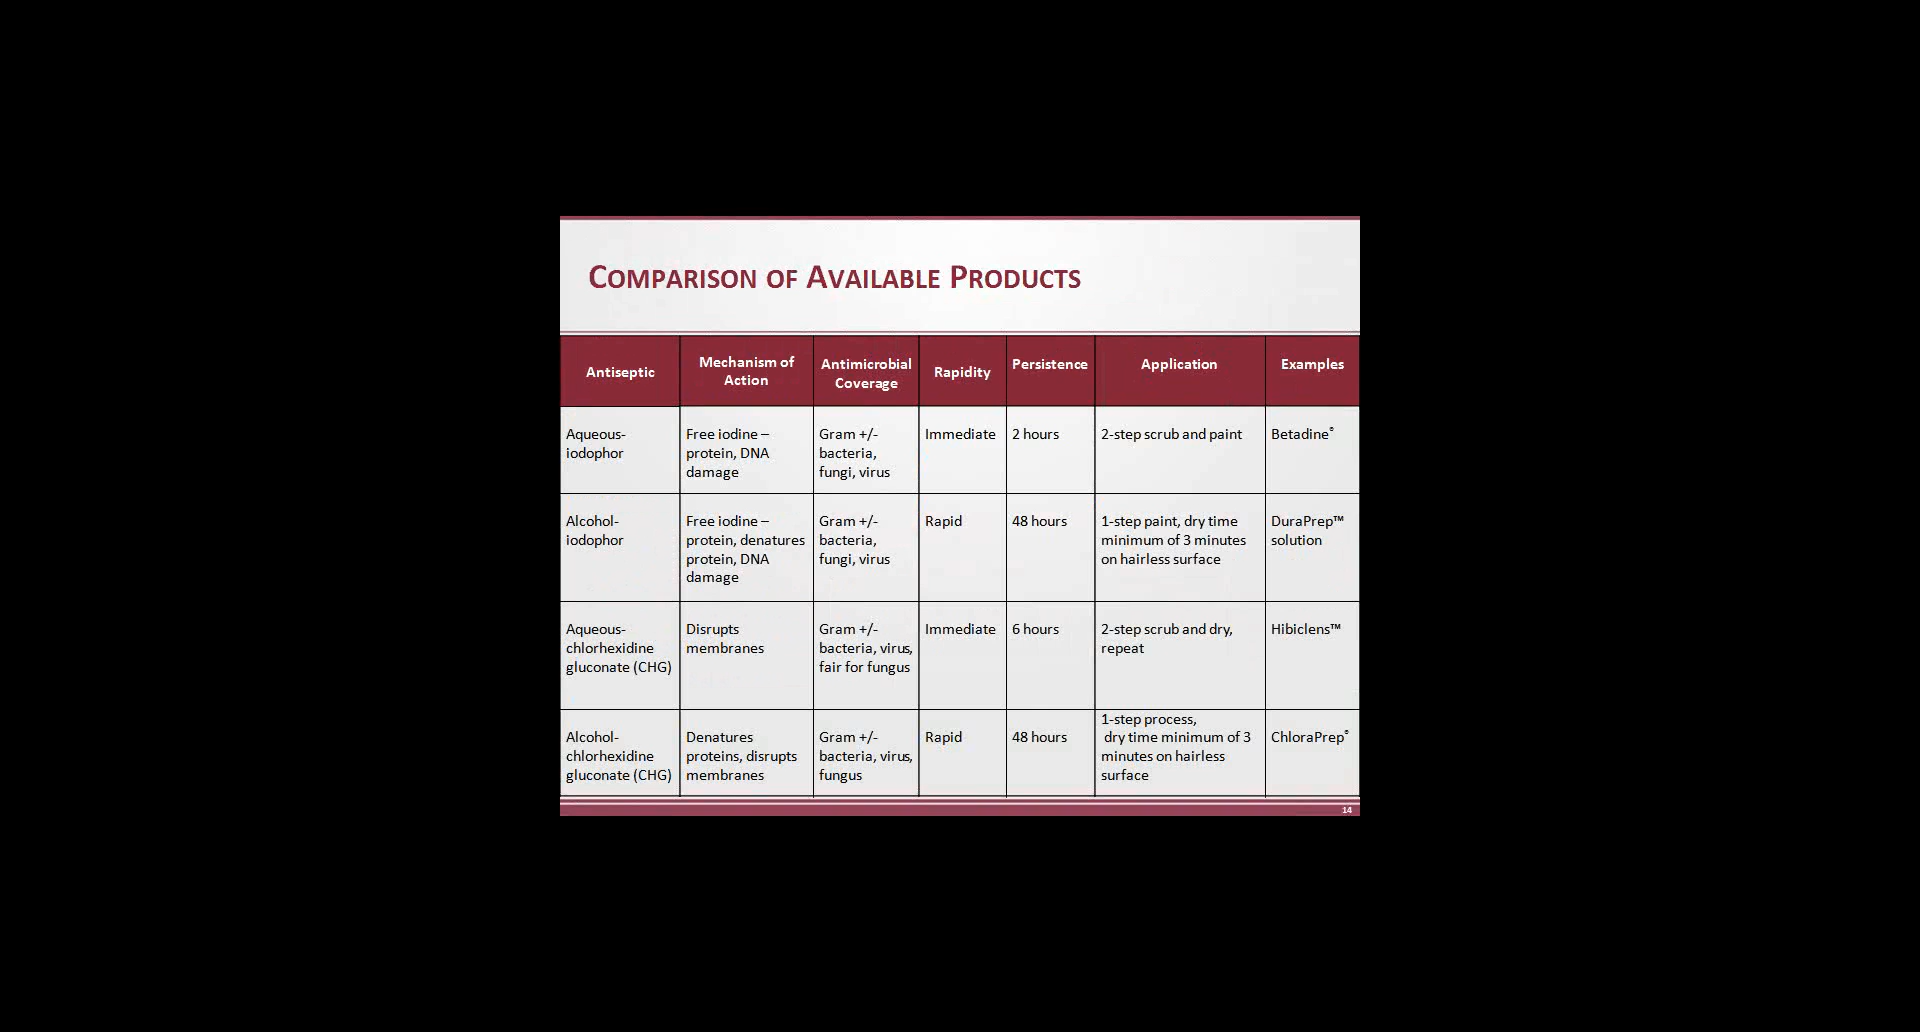 COMPARISON OF AVAILABLE PRODUCTS
Antiseptic
Mechanism of
Action
Antimicrobial
Coverage
Rapidity
Persistence
Application
Examples
Aqueous-
iodophor
Free iodine –
protein, DNA
damage
Gram +/-
bacteria,
fungi, virus
Immediate
2 hours
2-step scrub and paint
Betadine®
Alcohol-
iodophor
Free iodine –
protein, denatures
protein, DNA
damage
Gram +/-
bacteria,
fungi, virus
Rapid
48 hours
1-step paint, dry time
minimum of 3 minutes
on hairless surface
DuraPrep™
solution
Aqueous-
chlorhexidine
gluconate (CHG)
Disrupts
membranes
Gram +/-
bacteria, virus,
fair for fungus
Immediate
6 hours
2-step scrub and dry,
repeat
Hibiclens™
Alcohol-
chlorhexidine
gluconate (CHG)
Denatures
proteins, disrupts
membranes
Gram +/-
bacteria, virus,
fungus
Rapid
48 hours
1-step process,
dry time minimum of 3
minutes on hairless
surface
ChloraPrep®
14